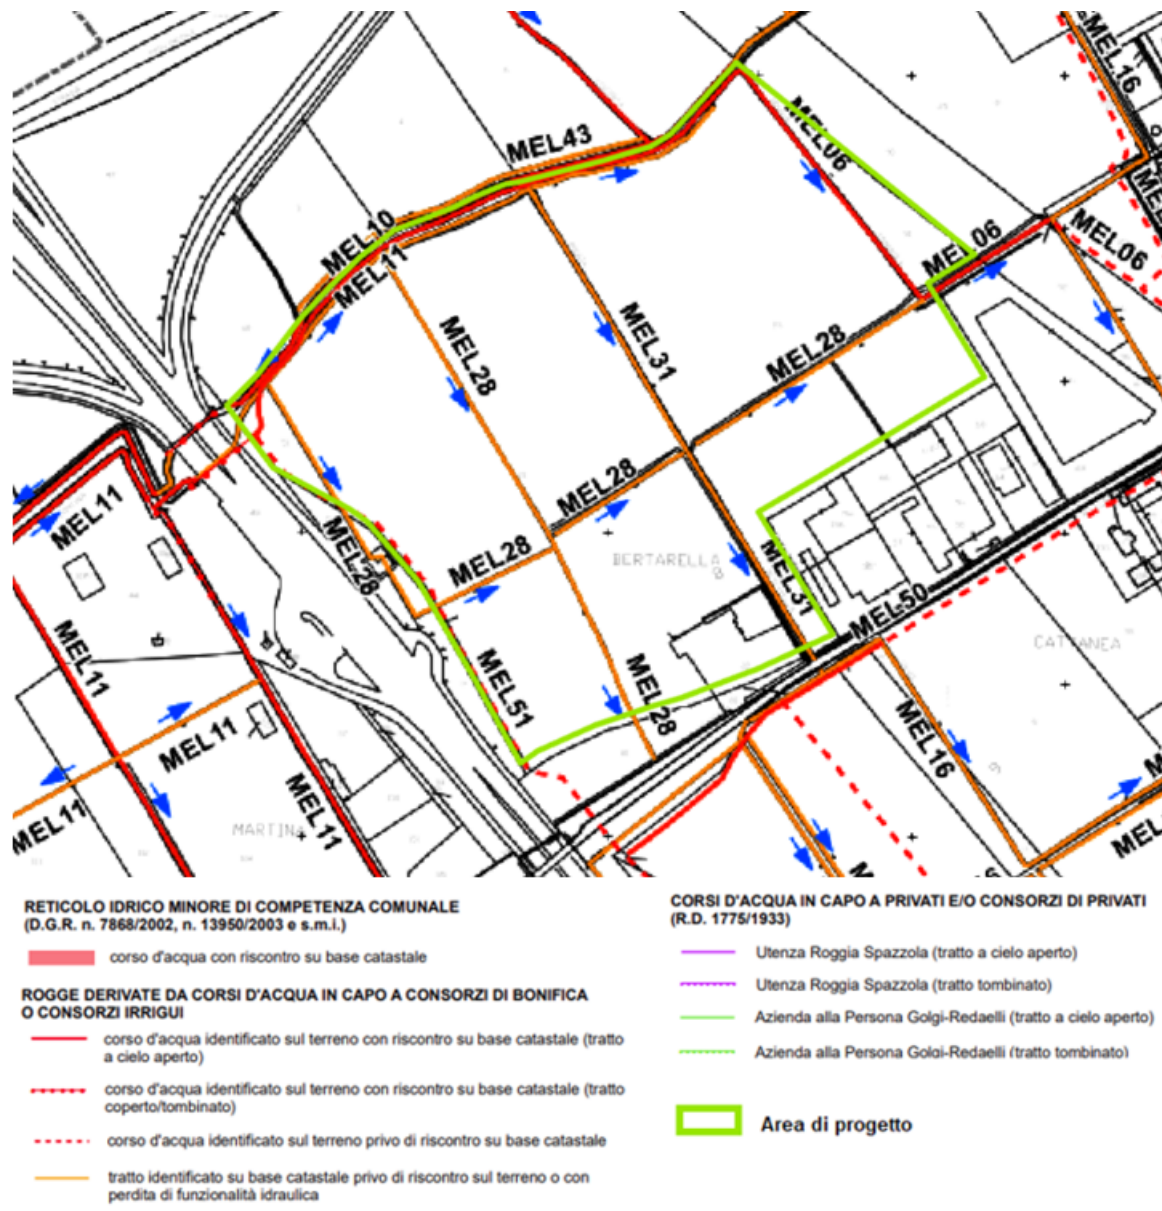 MEL16
MEL43
MEL06
MEL10
MEL11
MEL06
MEL06
MEL28
MEL31
MEL28
MEL28
MEL11
MEL28
MEL28
BERTARELLA
MEL31
MEL50
CATTANEA
MEL11
MEL51
MEL28
MEL11
MEL16
MEL11
MEL11
MARTINA
RETICOLO IDRICO MINORE DI COMPETENZA COMUNALE
(D.G.R. n. 7868/2002, n. 13950/2003 e s.m.i.)
corso d'acqua con riscontro su base catastale
ROGGE DERIVATE DA CORSI D'ACQUA IN CAPO A CONSORZI DI BONIFICA
O CONSORZI IRRIGUI
corso d'acqua identificato sul terreno con riscontro su base catastale (tratto
a cielo aperto)
corso d'acqua identificato sul terreno con riscontro su base catastale (tratto
coperto/tombinato)
corso d'acqua identificato sul terreno privo di riscontro su base catastale
tratto identificato su base catastale privo di riscontro sul terreno o con
perdita di funzionalità idraulica
CORSI D'ACQUA IN CAPO A PRIVATI E/O CONSORZI DI PRIVATI
(R.D. 1775/1933)
Utenza Roggia Spazzola (tratto a cielo aperto)
Utenza Roggia Spazzola (tratto tombinato)
Azienda alla Persona Golgi-Redaelli (tratto a cielo aperto)
Azienda alla Persona Golgi-Redaelli (tratto tombinato)
Area di progetto